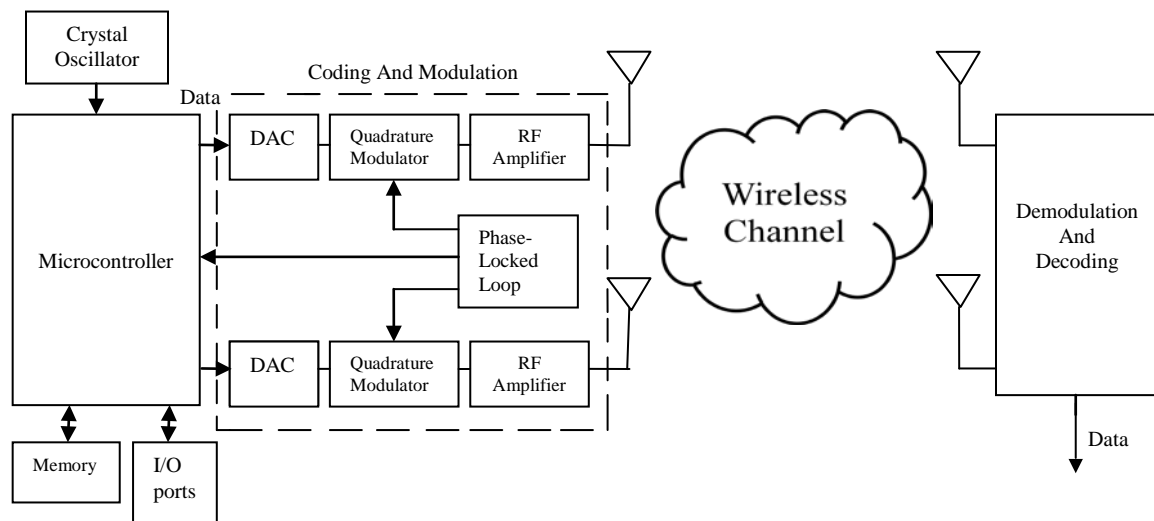 Crystal
Oscillator
Coding And Modulation
Data
DAC
Quadrature
Modulator
RF
Amplifier
Microcontroller
Phase-
Locked
Loop
DAC
Quadrature
Modulator
RF
Amplifier
Memory
I/O
ports
Wireless
Channel
Demodulation
And
Decoding
Data